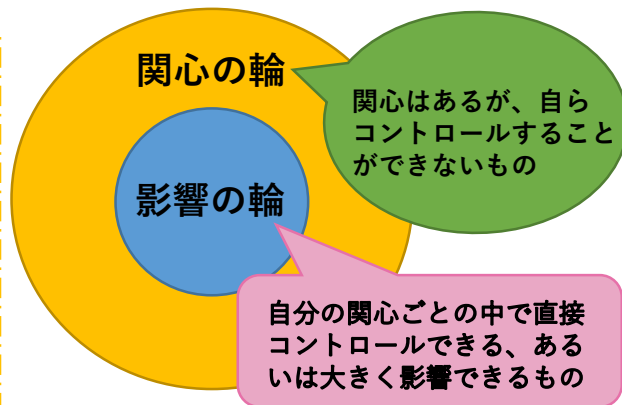 関心の輪
関心はあるが、自ら
コントロールすること
ができないもの
影響の輪
自分の関心ごとの中で直接
コントロールできる、ある
いは大きく影響できるもの